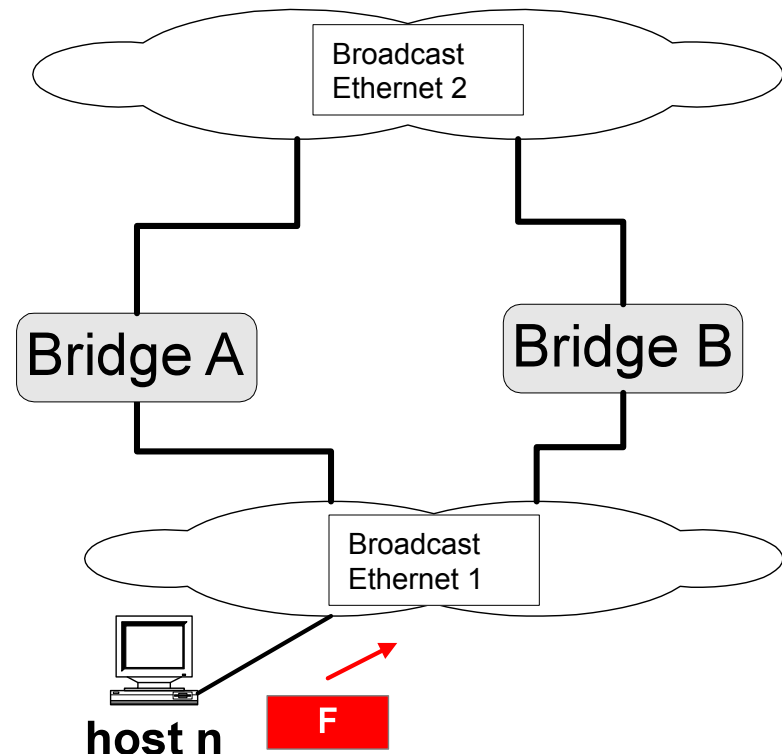 Broadcast
Ethernet 2
Bridge A
Bridge B
Broadcast
Ethernet 1
F
host n